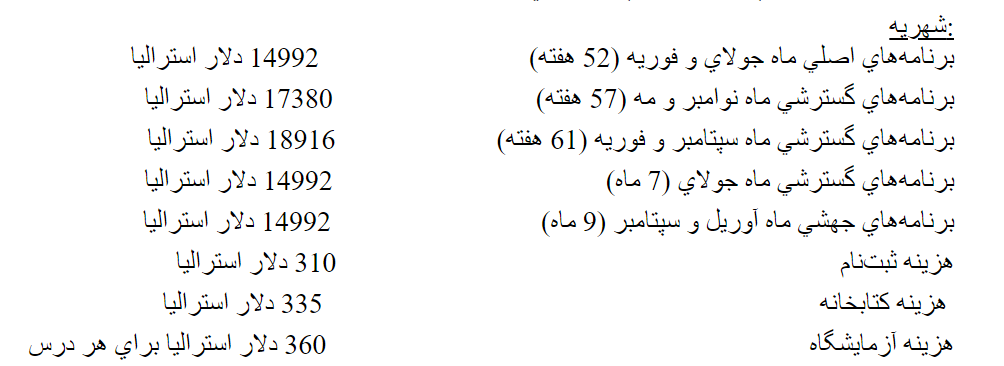 شهريه:
برنامه‌هاي اصلي ماه جولاي و فوريه (52 هفته) 14992 دلار استراليا
برنامه‌هاي گسترشي ماه نوامبر و مه (57 هفته) 17380 دلار استراليا
برنامه‌هاي گسترشي ماه سپتامبر و فوريه (61 هفته) 18916 دلار استراليا
برنامه‌هاي گسترشي ماه جولاي (7 ماه) 14992 دلار استراليا
برنامه‌هاي جهشي ماه آوريل و سپتامبر (9 ماه) 14992 دلار استراليا
هزينه ثبت‌نام 310 دلار استراليا
هزينه كتابخانه 335 دلار استراليا
هزينه آزمايشگاه 360 دلار استراليا براي هر درس